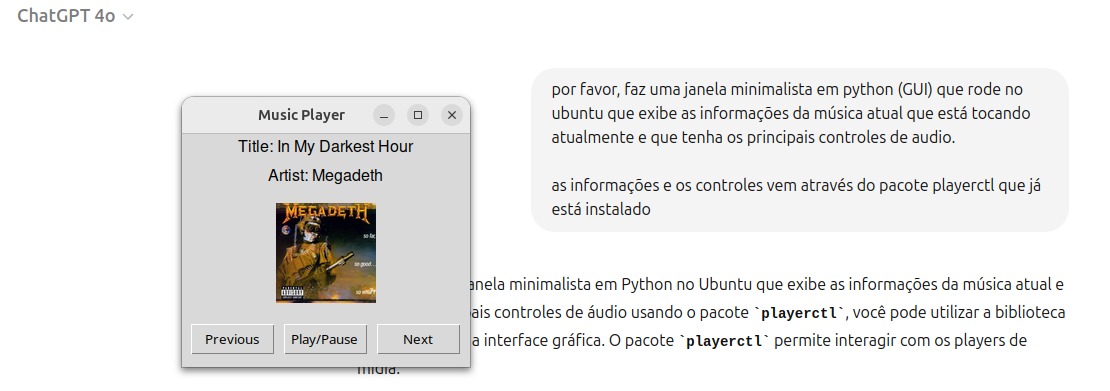 ChatGPT 4o
por favor, faz uma janela minimalista em python (GUI) que rode no
ubuntu que exibe as informações da música atual que está tocando
atualmente e que tenha os principais controles de audio.
as informações e os controles vem através do pacote playerctl que já
está instalado
Music Player
Title: In My Darkest Hour
Artist: Megadeth
MEGADETH
so far,
so good...
so what!
Previous
Play/Pause
Next
anela minimalista em Python no Ubuntu que exibe as informações da música atual e
ais controles de áudio usando o pacote `playerctl`, você pode utilizar a biblioteca
a interface gráfica. O pacote `playerctl` permite interagir com os players de
mídia.